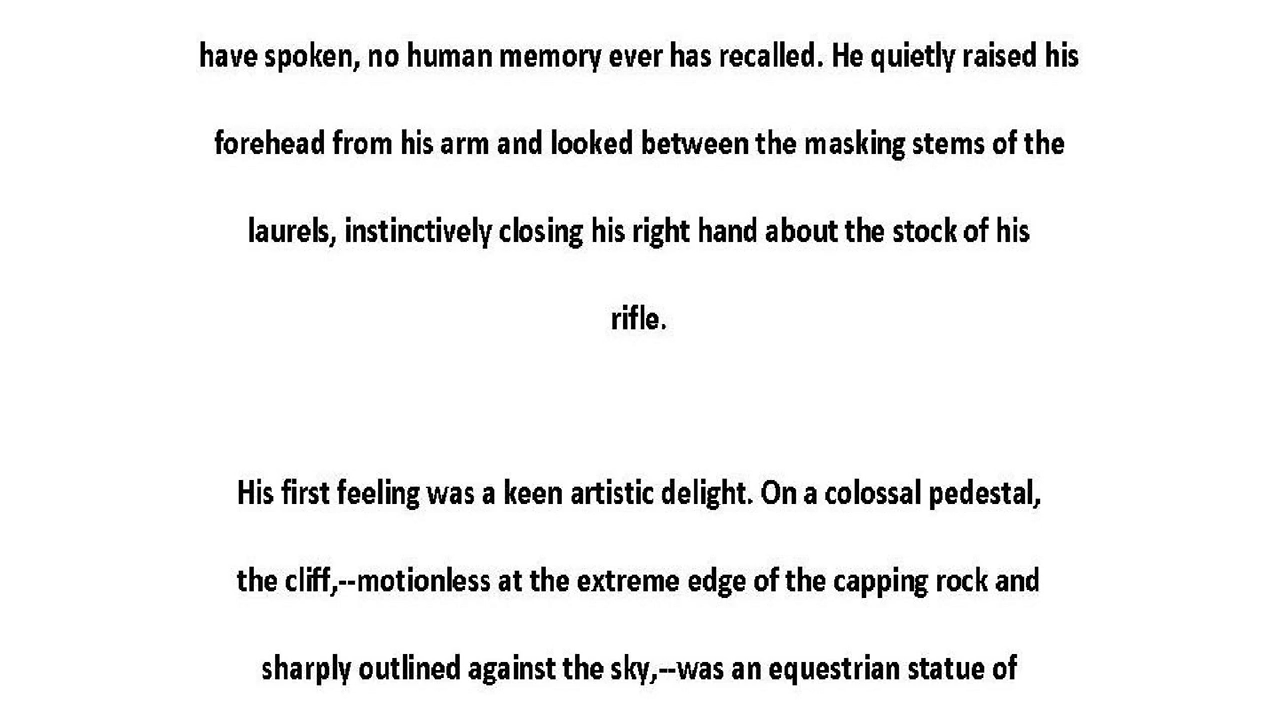 have spoken, no human memory ever has recalled. He quietly raised his
forehead from his arm and looked between the masking stems of the
laurels, instinctively closing his right hand about the stock of his
rifle.
His first feeling was a keen artistic delight. On a colossal pedestal,
the cliff,--motionless at the extreme edge of the capping rock and
sharply outlined against the sky,--was an equestrian statue of